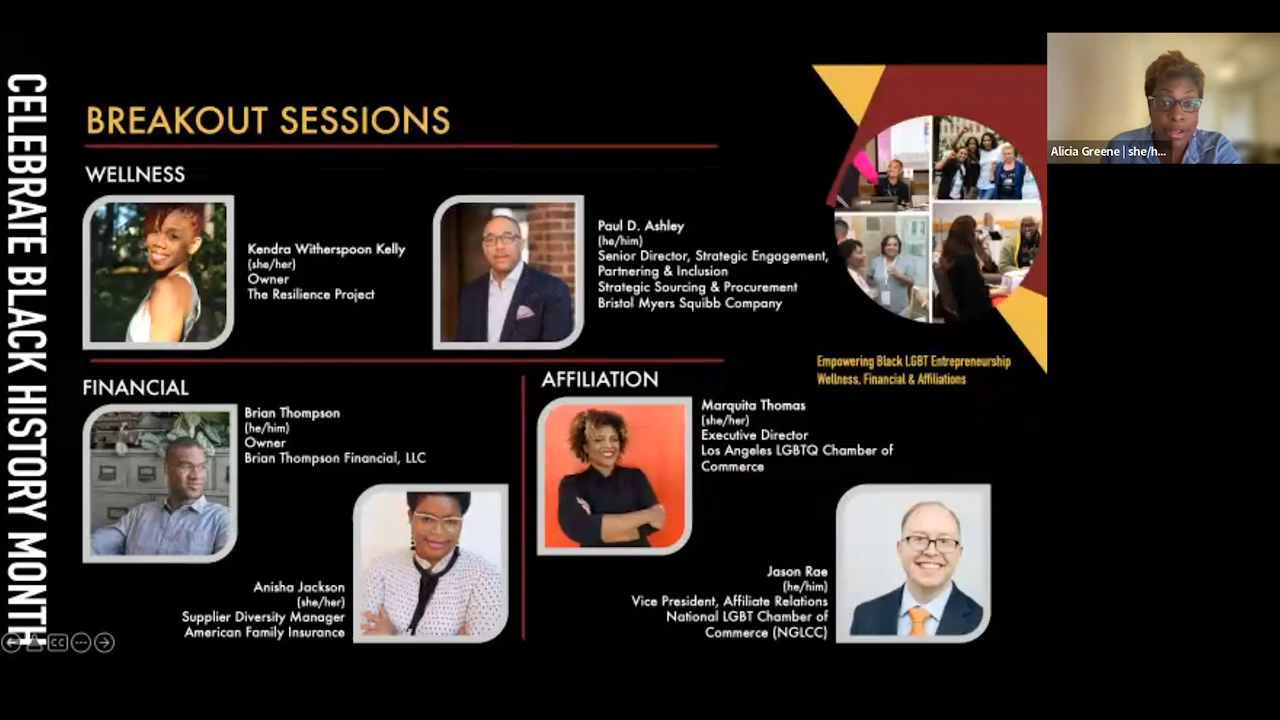 CELEBRATE BLACK HISTORY MONTH
BREAKOUT SESSIONS
WELLNESS
Kendra Witherspoon Kelly
(she/her)
Owner
The Resilience Project
Paul D. Ashley
(he/him)
Senior Director, Strategic Engagement,
Partnering & Inclusion
Strategic Sourcing & Procurement
Bristol Myers Squibb Company
Empowering Black LGBT Entrepreneurship
Wellness, Financial & Affiliations
FINANCIAL
Brian Thompson
(he/him)
Owner
Brian Thompson Financial, LLC
Anisha Jackson
(she/her)
Supplier Diversity Manager
American Family Insurance
AFFILIATION
Marquita Thomas
(she/her)
Executive Director
Los Angeles LGBTQ Chamber of
Commerce
Jason Rae
(he/him)
Vice President, Affiliate Relations
National LGBT Chamber of
Commerce (NGLCC)
CC
Alicia Greene | she/h...